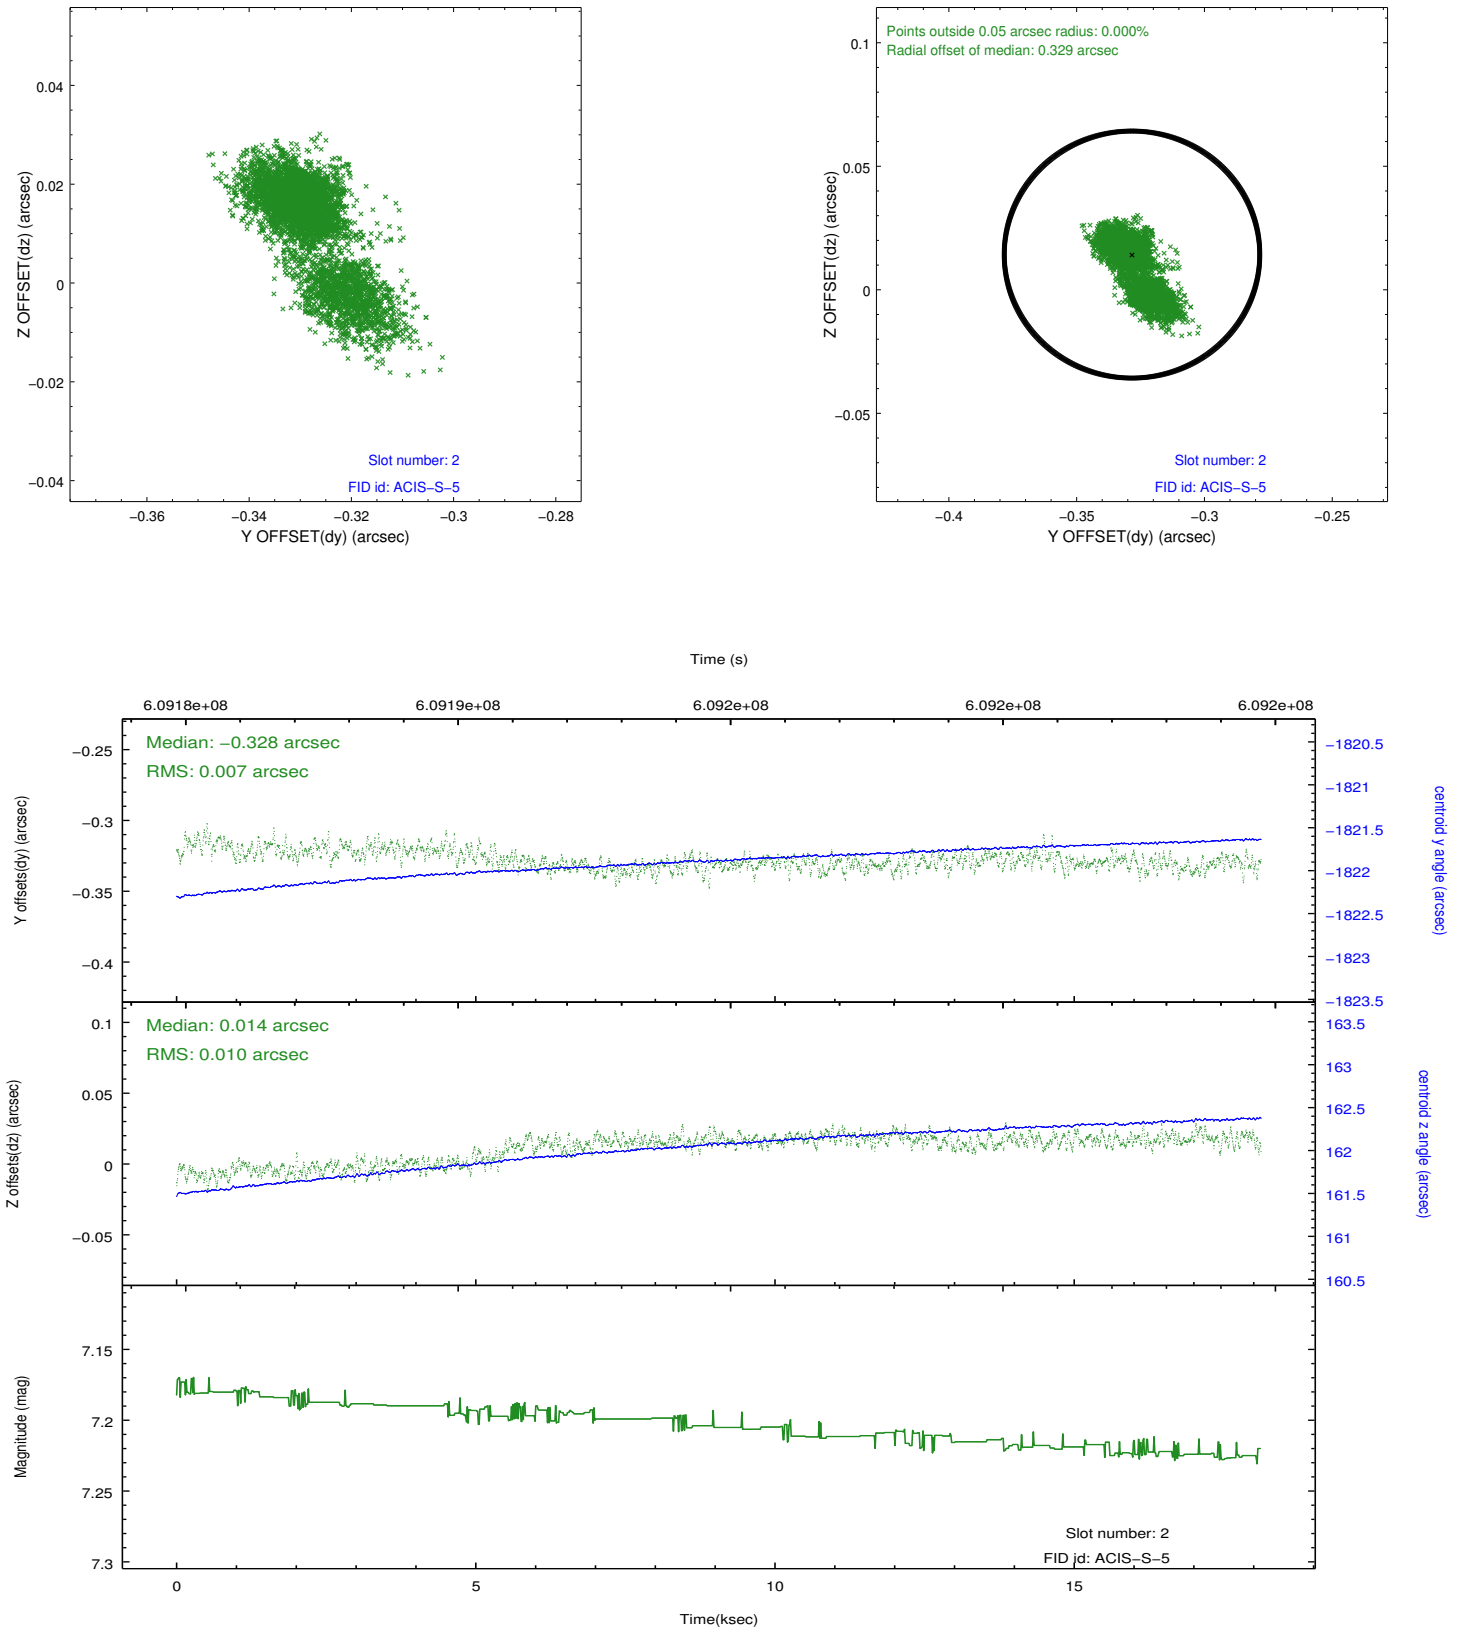 0.04
0.02
0
−0.02
−0.04
Z OFFSET(dz) (arcsec)
Slot number: 2
FID id: ACIS−S−5
−0.36
−0.34
−0.32
−0.3
−0.28
Y OFFSET(dy) (arcsec)
Points outside 0.05 arcsec radius: 0.000%
Radial offset of median: 0.329 arcsec
0.1
0.05
0
−0.05
Z OFFSET(dz) (arcsec)
Slot number: 2
FID id: ACIS−S−5
−0.4
−0.35
−0.3
−0.25
Y OFFSET(dy) (arcsec)
Time (s)
6.0918e+08
6.0919e+08
6.092e+08
6.092e+08
6.092e+08
Median: −0.328 arcsec
RMS: 0.007 arcsec
−0.25
−0.3
−0.35
−0.4
Y offsets(dy) (arcsec)
−1820.5
−1821
−1821.5
−1822
−1822.5
−1823
−1823.5
centroid y angle (arcsec)
Median: 0.014 arcsec
RMS: 0.010 arcsec
0.1
0.05
0
−0.05
Z offsets(dz) (arcsec)
163.5
163
162.5
162
161.5
161
160.5
centroid z angle (arcsec)
7.15
7.2
7.25
7.3
Magnitude (mag)
Slot number: 2
FID id: ACIS−S−5
0
5
10
15
Time(ksec)